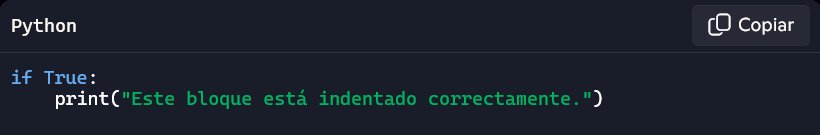 Python
Copiar
if True:
    print("Este bloque está indentado correctamente.")